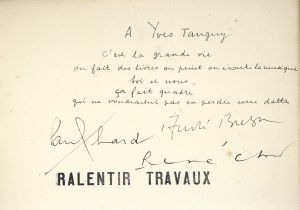 A Yves Tanguy
C'est la grande vie
on fait des livres on peint on écoute la musique
toi et nous
ça fait quatre
qui ne voudraient pas en perdre une datte
Paul Eluard André Breton
René Char
RALENTIR TRAVAUX